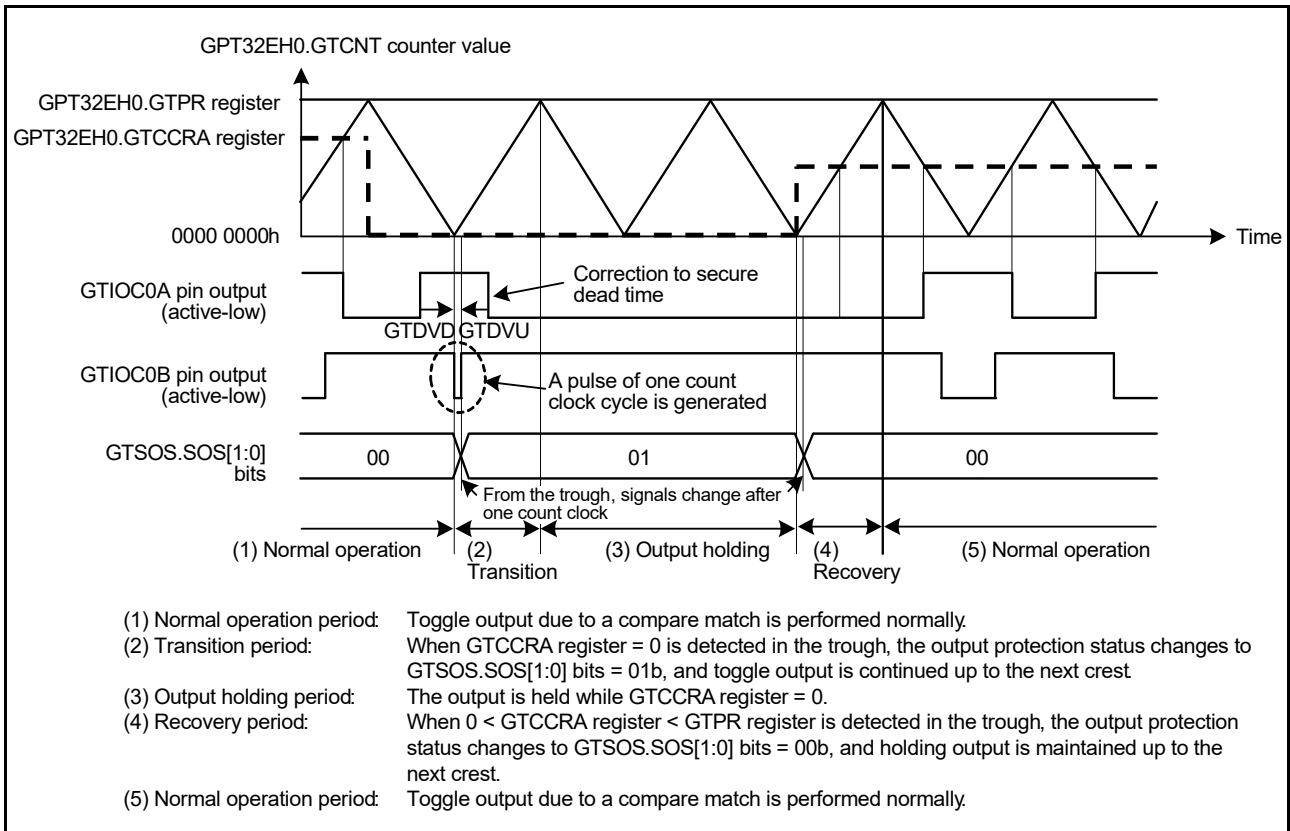 GPT32EH0.GTCNT counter value
GPT32EH0.GTPR register
GPT32EH0.GTCCRA register
0000 0000h
Time
GTIOC0A pin output
(active-low)
Correction to secure
dead time
GTDVD GTDVU
GTIOC0B pin output
(active-low)
A pulse of one count
clock cycle is generated
GTSOS.SOS[1:0]
bits
00
01
00
From the trough, signals change after
one count clock
(1) Normal operation
(2)
Transition
(3) Output holding
(4)
Recovery
(5) Normal operation
(1) Normal operation period: Toggle output due to a compare match is performed normally.
(2) Transition period: When GTCCRA register = 0 is detected in the trough, the output protection status changes to
GTSOS.SOS[1:0] bits = 01b, and toggle output is continued up to the next crest.
(3) Output holding period: The output is held while GTCCRA register = 0.
(4) Recovery period: When 0 < GTCCRA register < GTPR register is detected in the trough, the output protection
status changes to GTSOS.SOS[1:0] bits = 00b, and holding output is maintained up to the
next crest.
(5) Normal operation period: Toggle output due to a compare match is performed normally.